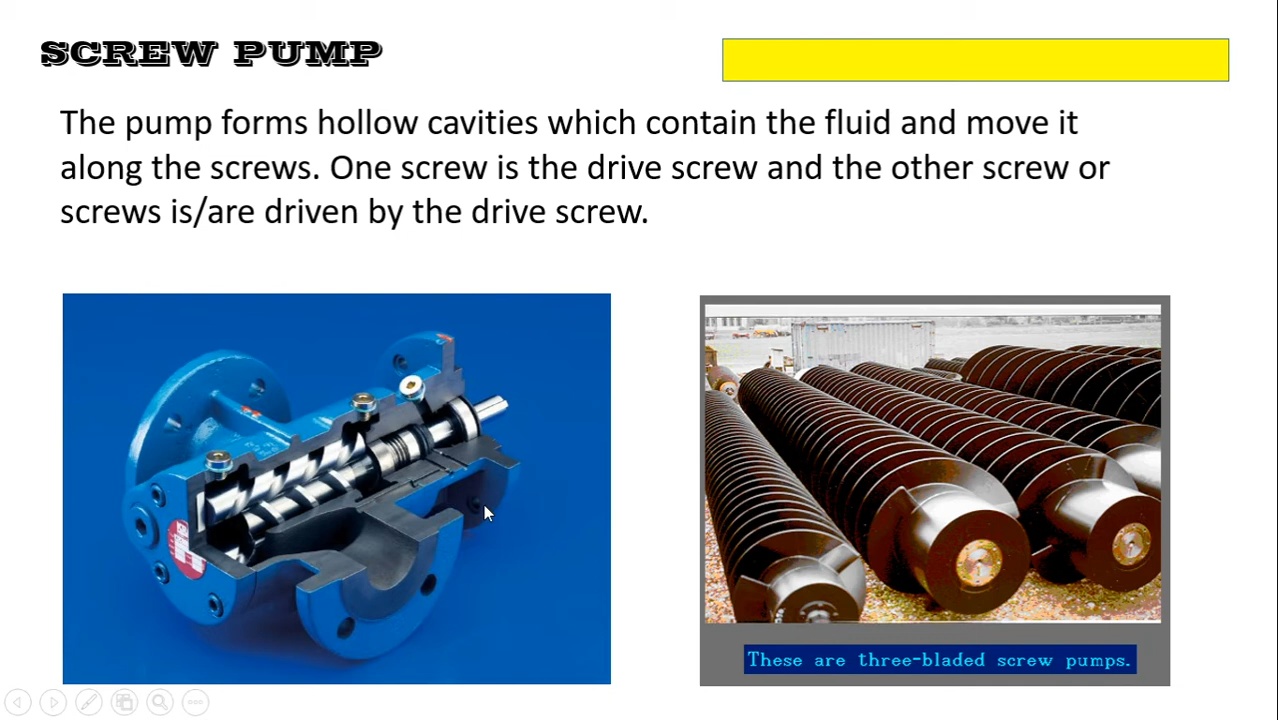 SCREW PUMP
The pump forms hollow cavities which contain the fluid and move it
along the screws. One screw is the drive screw and the other screw or
screws is/are driven by the drive screw.
These are three-bladed screw pumps.